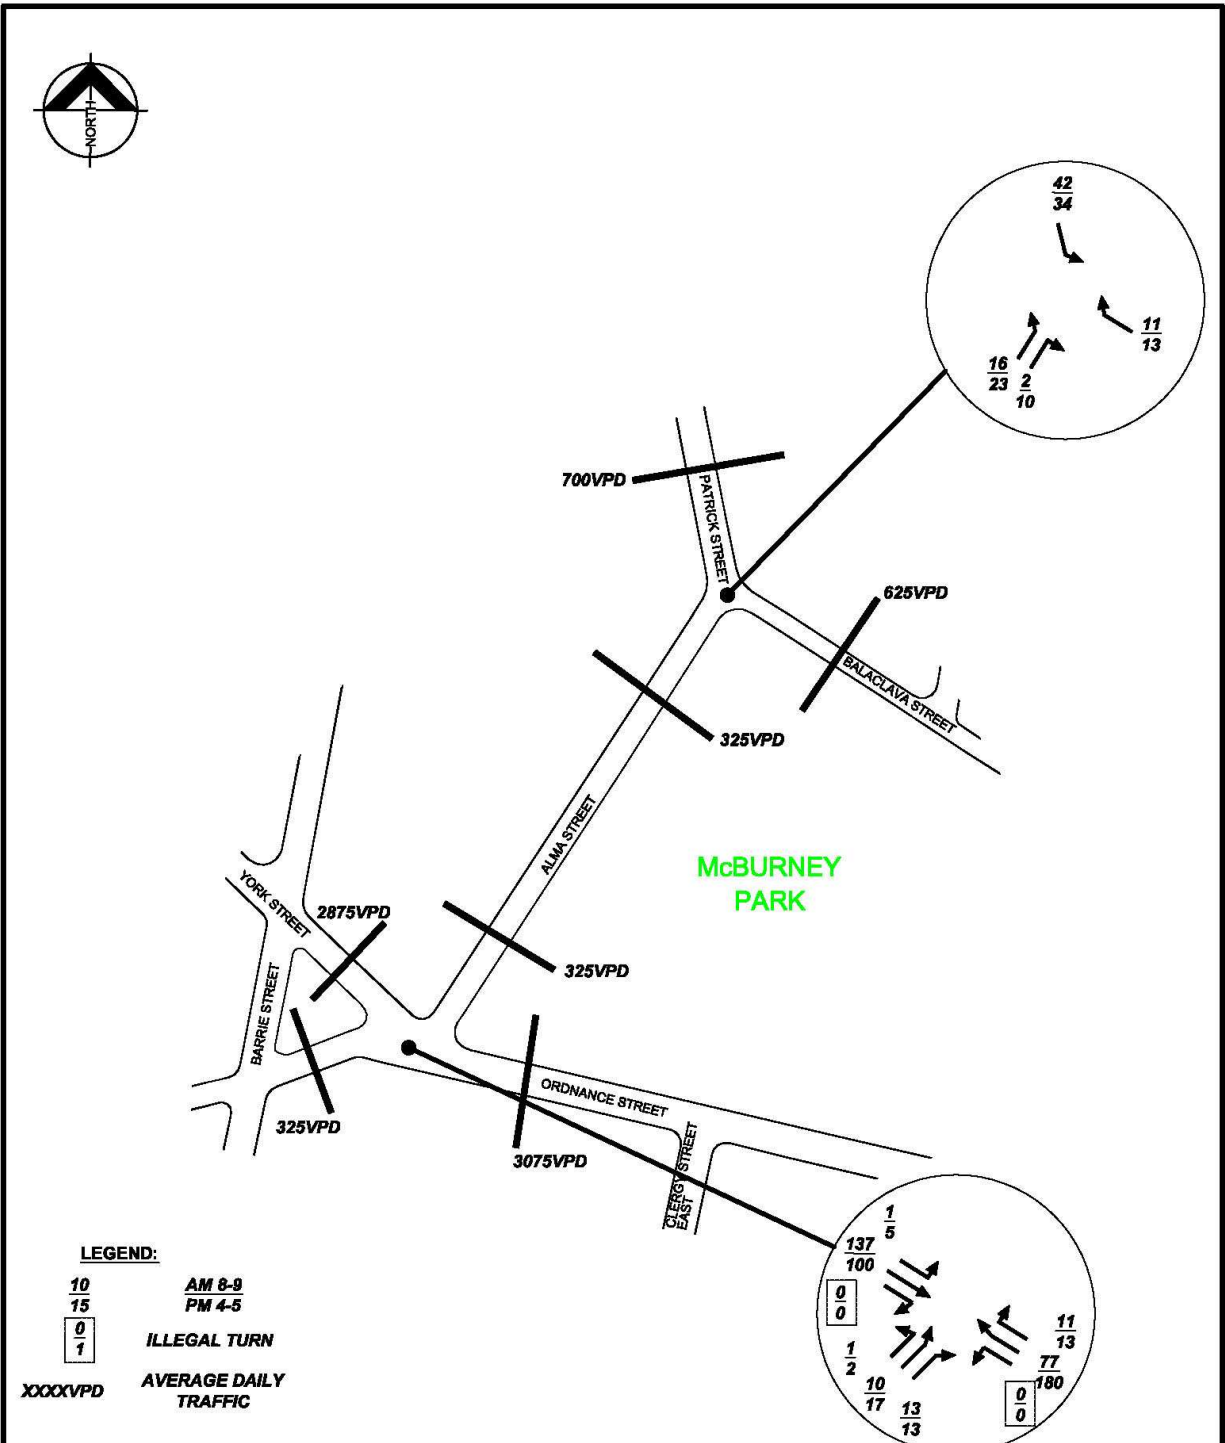 NORTH
42
34
11
13
16
23
2
10
700VPD
PATRICK STREET
625VPD
BALACLAVA STREET
325VPD
ALMA STREET
McBURNEY
PARK
YORK STREET
2875VPD
325VPD
BARRIE STREET
325VPD
ORDNANCE STREET
3075VPD
CLERGY STREET
EAST
1
5
137
100
0
0
1
2
10
17
13
13
11
13
77
180
0
0
LEGEND:
10 AM 8-9
15 PM 4-5
0
1
ILLEGAL TURN
XXXXVPD AVERAGE DAILY
TRAFFIC